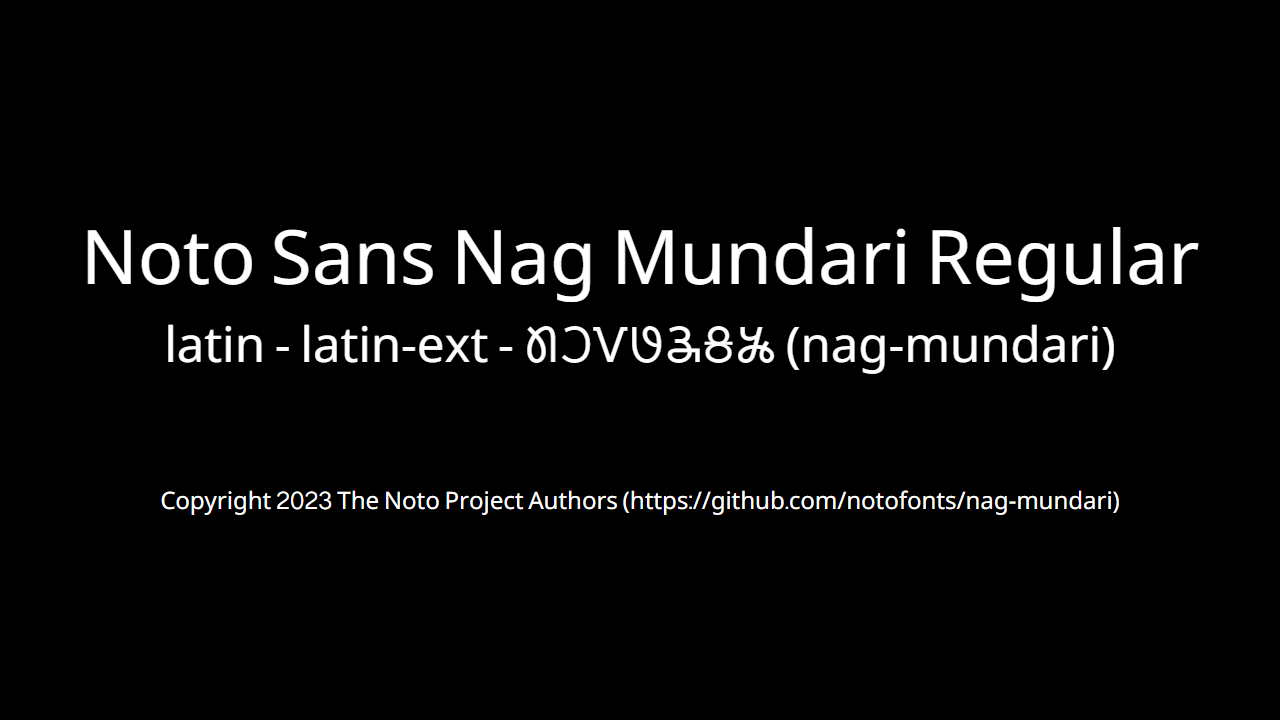 Noto Sans Nag Mundari Regular
latin - latin-ext - (nag-mundari)
Copyright 2023 The Noto Project Authors (https://github.com/notofonts/nag-mundari)